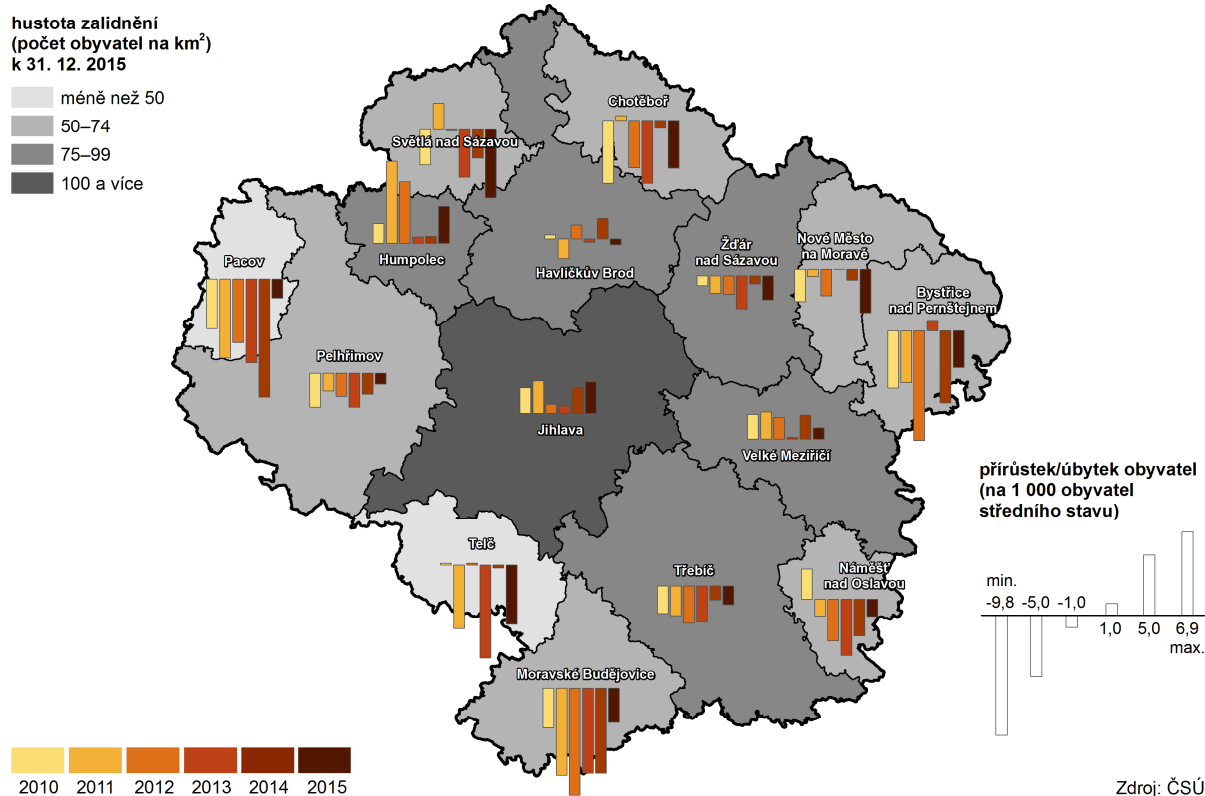 hustota zalidnění
(počet obyvatel na km²)
k 31. 12. 2015
méně než 50
50–74
75–99
100 a více
Chotěboř
Světlá nad Sázavou
Pacov
Humpolec
Havlíčkův Brod
Žďár
nad Sázavou
Nové Město
na Moravě
Bystřice
nad Pernštejnem
Pelhřimov
Jihlava
Velké Meziříčí
Telč
Třebíč
Náměšť
nad Oslavou
Moravské Budějovice
přírůstek/úbytek obyvatel
(na 1 000 obyvatel
středního stavu)
min.
-9,8 -5,0 -1,0
1,0 5,0 6,9
max.
2010 2011 2012 2013 2014 2015
Zdroj: ČSÚ